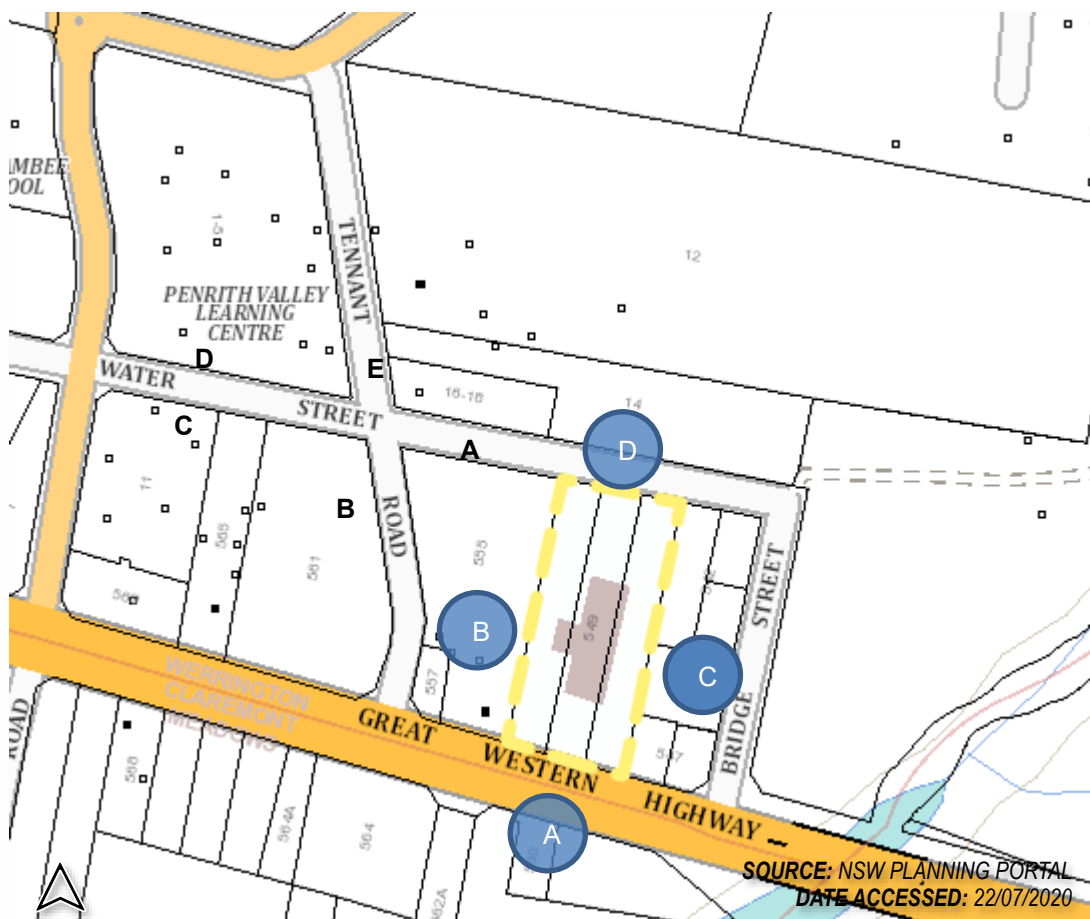 AMBEE
OOL
1-5
TENNANT
12
PENRITH VALLEY
LEARNING
CENTRE
D
E
WATER
STREET
16-18
14
D
C
A
B
ROAD
11
565
561
555
STREET
549
B
C
557
WERRINGTON
CLAREMONT
MEADOWS
GREAT
WESTERN
HIGHWAY
BRIDGE
ROAD
568
564A
564
562A
A
SOURCE: NSW PLANNING PORTAL
DATE ACCESSED: 22/07/2020